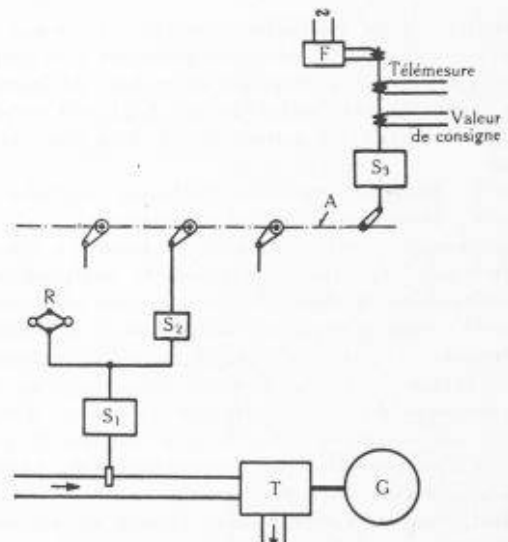 F
Télémesure
Valeur
de consigne
S₃
A
R
S₂
S₁
T
G